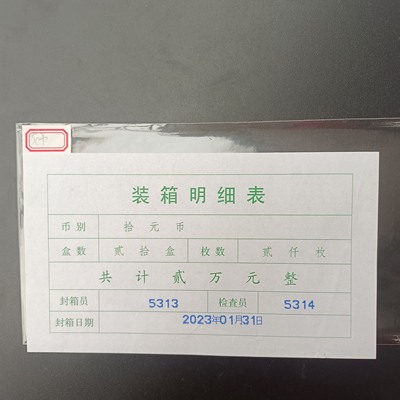 装箱明细表
币别 拾元币
盒数 贰拾盒 枚数 贰仟枚
共计贰万元整
封箱员 5313 检查员 5314
封箱日期 2023年01月31日